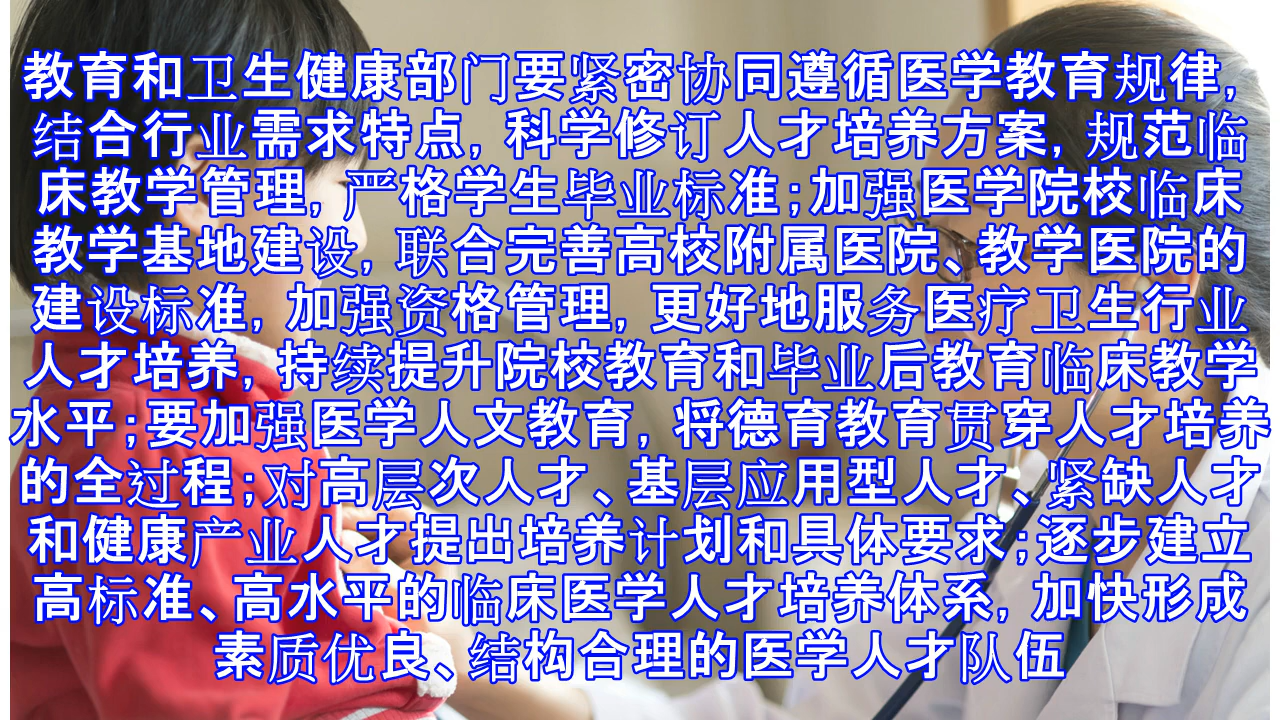 教育和卫生健康部门要紧密协同遵循医学教育规律,
结合行业需求特点, 科学修订人才培养方案, 规范临
床教学管理, 严格学生毕业标准;加强医学院校临床
教学基地建设, 联合完善高校附属医院、教学医院的
建设标准, 加强资格管理, 更好地服务医疗卫生行业
人才培养, 持续提升院校教育和毕业后教育临床教学
水平;要加强医学人文教育, 将德育教育贯穿人才培养
的全过程;对高层次人才、基层应用型人才、紧缺人才
和健康产业人才提出培养计划和具体要求;逐步建立
高标准、高水平的临床医学人才培养体系, 加快形成
素质优良、结构合理的医学人才队伍